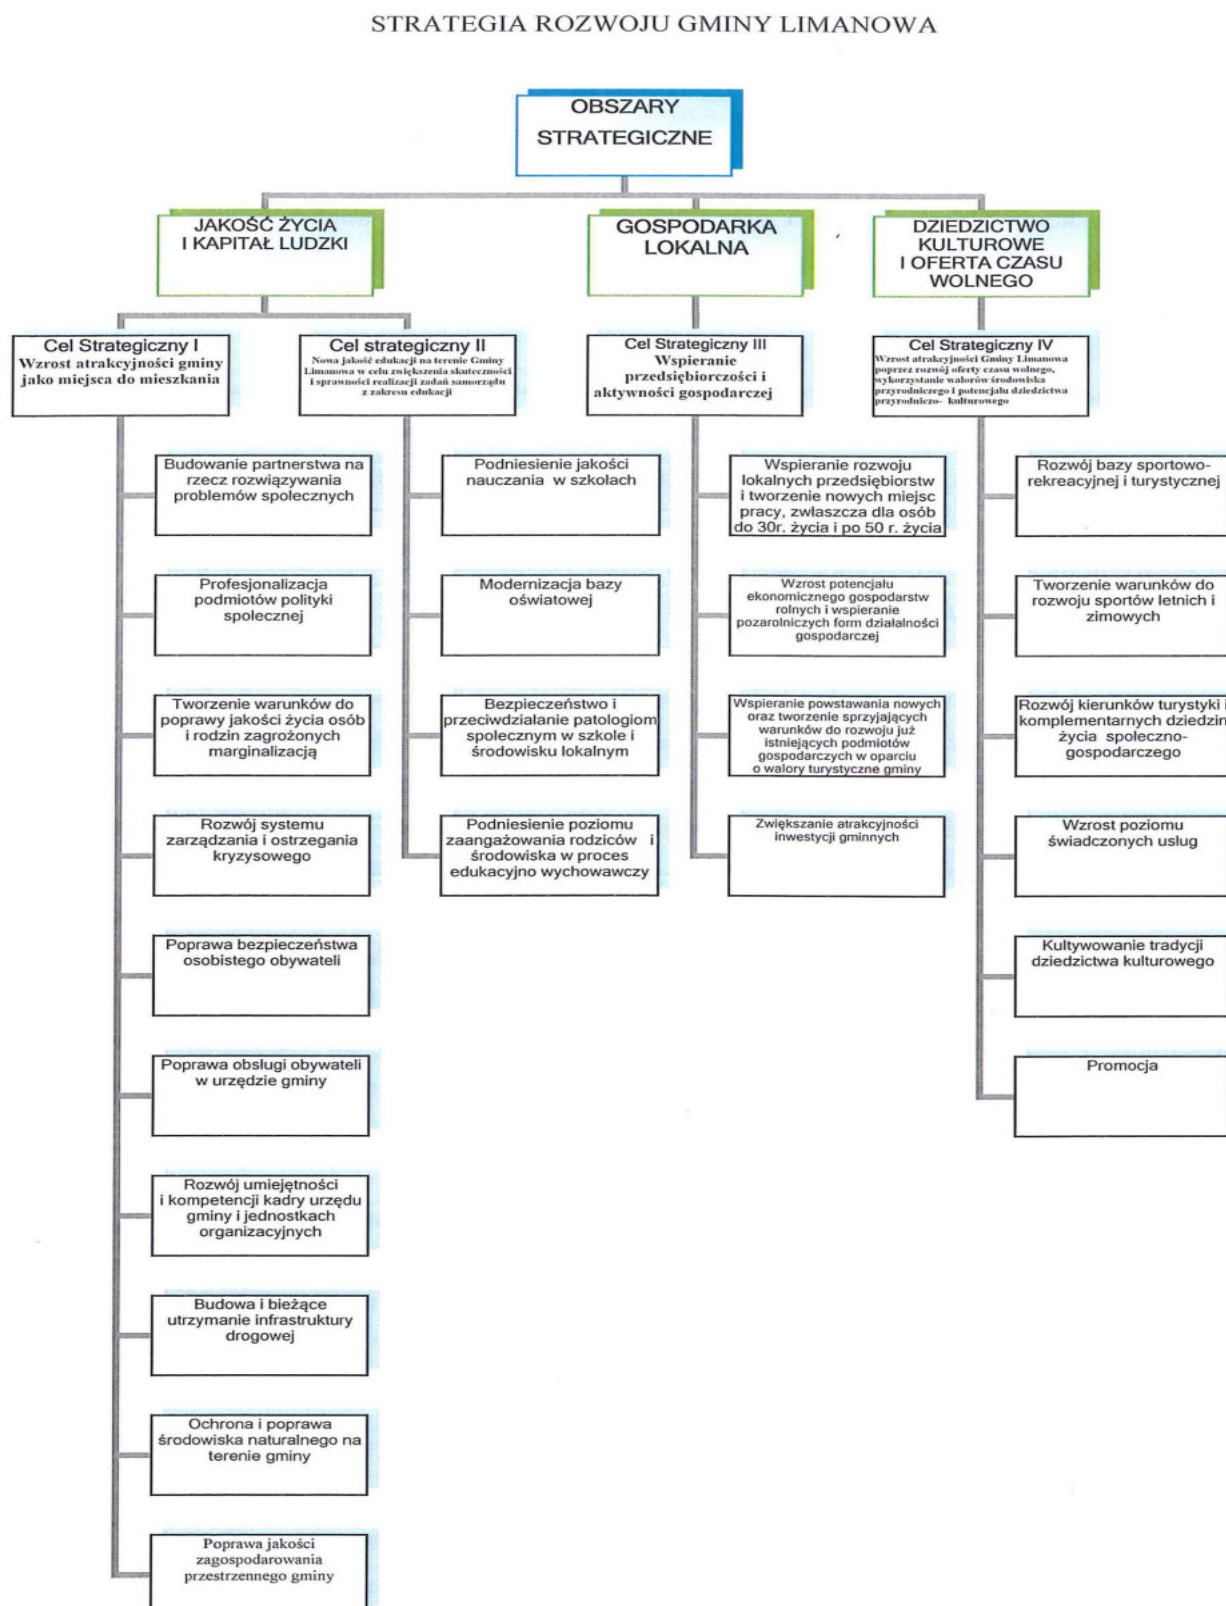 STRATEGIA ROZWOJU GMINY LIMANOWA
OBSZARY
STRATEGICZNE
JAKOŚĆ ŻYCIA
I KAPITAŁ LUDZKI
GOSPODARKA
LOKALNA
DZIEDZICTWO
KULTUROWE
I OFERTA CZASU
WOLNEGO
Cel Strategiczny I
Wzrost atrakcyjności gminy
jako miejsca do mieszkania
Cel strategiczny II
Nowa jakość edukacji na terenie Gminy
Limanowa w celu zwiększenia skuteczności
i sprawności realizacji zadań samorządu
z zakresu edukacji
Cel Strategiczny III
Wspieranie
przedsiębiorczości i
aktywności gospodarczej
Cel Strategiczny IV
Wzrost atrakcyjności Gminy Limanowa
poprzez rozwój oferty czasu wolnego,
wykorzystanie walorów środowiska
przyrodniczego i potencjału dziedzictwa
przyrodniczo- kulturowego
Budowanie partnerstwa na
rzecz rozwiązywania
problemów społecznych
Profesjonalizacja
podmiotów polityki
społecznej
Tworzenie warunków do
poprawy jakości życia osób
i rodzin zagrożonych
marginalizacją
Rozwój systemu
zarządzania i ostrzegania
kryzysowego
Poprawa bezpieczeństwa
osobistego obywateli
Poprawa obsługi obywateli
w urzędzie gminy
Rozwój umiejętności
i kompetencji kadry urzędu
gminy i jednostkach
organizacyjnych
Budowa i bieżące
utrzymanie infrastruktury
drogowej
Ochrona i poprawa
środowiska naturalnego na
terenie gminy
Poprawa jakości
zagospodarowania
przestrzennego gminy
Podniesienie jakości
nauczania w szkołach
Modernizacja bazy
oświatowej
Bezpieczeństwo i
przeciwdziałanie patologiom
społecznym w szkole i
środowisku lokalnym
Podniesienie poziomu
zaangażowania rodziców i
środowiska w proces
edukacyjno wychowawczy
Wspieranie rozwoju
lokalnych przedsiębiorstw
i tworzenie nowych miejsc
pracy, zwłaszcza dla osób
do 30r. życia i po 50 r. życia
Wzrost potencjału
ekonomicznego gospodarstw
rolnych i wspieranie
pozarolniczych form działalności
gospodarczej
Wspieranie powstawania nowych
oraz tworzenie sprzyjających
warunków do rozwoju już
istniejących podmiotów
gospodarczych w oparciu
o walory turystyczne gminy
Zwiększanie atrakcyjności
inwestycji gminnych
Rozwój bazy sportowo-
rekreacyjnej i turystycznej
Tworzenie warunków do
rozwoju sportów letnich i
zimowych
Rozwój kierunków turystyki i
komplementarnych dziedzin
życia społeczno-
gospodarczego
Wzrost poziomu
świadczonych usług
Kultywowanie tradycji
dziedzictwa kulturowego
Promocja